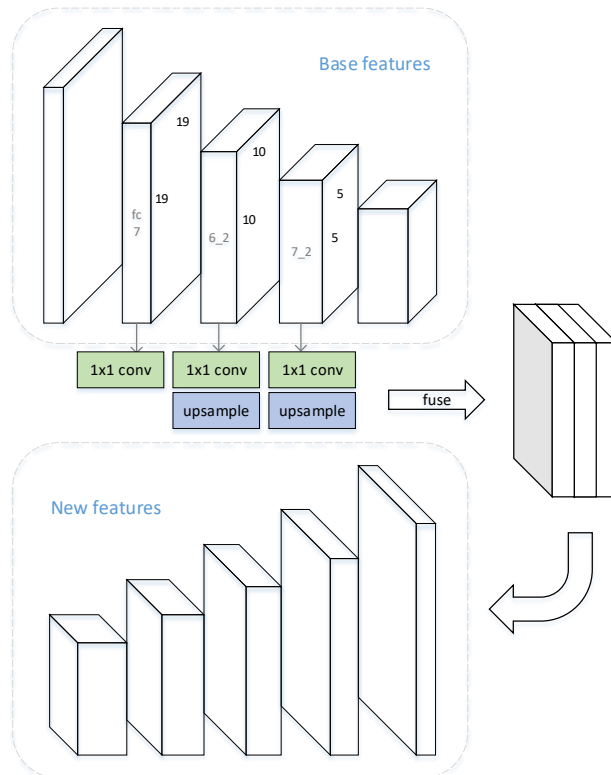 Base features
19
10
19
5
10
fc
7
6_2
7_2
5
1x1 conv
1x1 conv
1x1 conv
upsample
upsample
fuse
New features